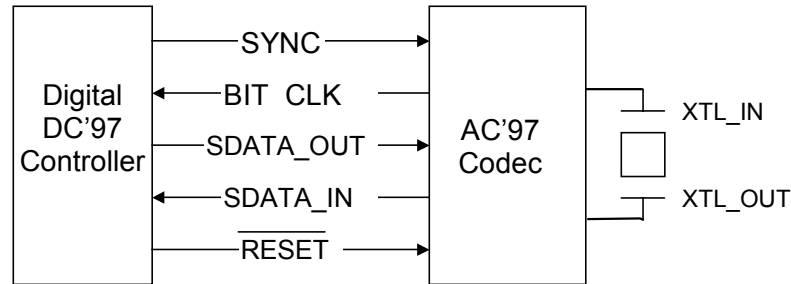 Digital
DC'97
Controller
SYNC
BIT CLK
SDATA_OUT
SDATA_IN
RESET
AC'97
Codec
XTL_IN
XTL_OUT